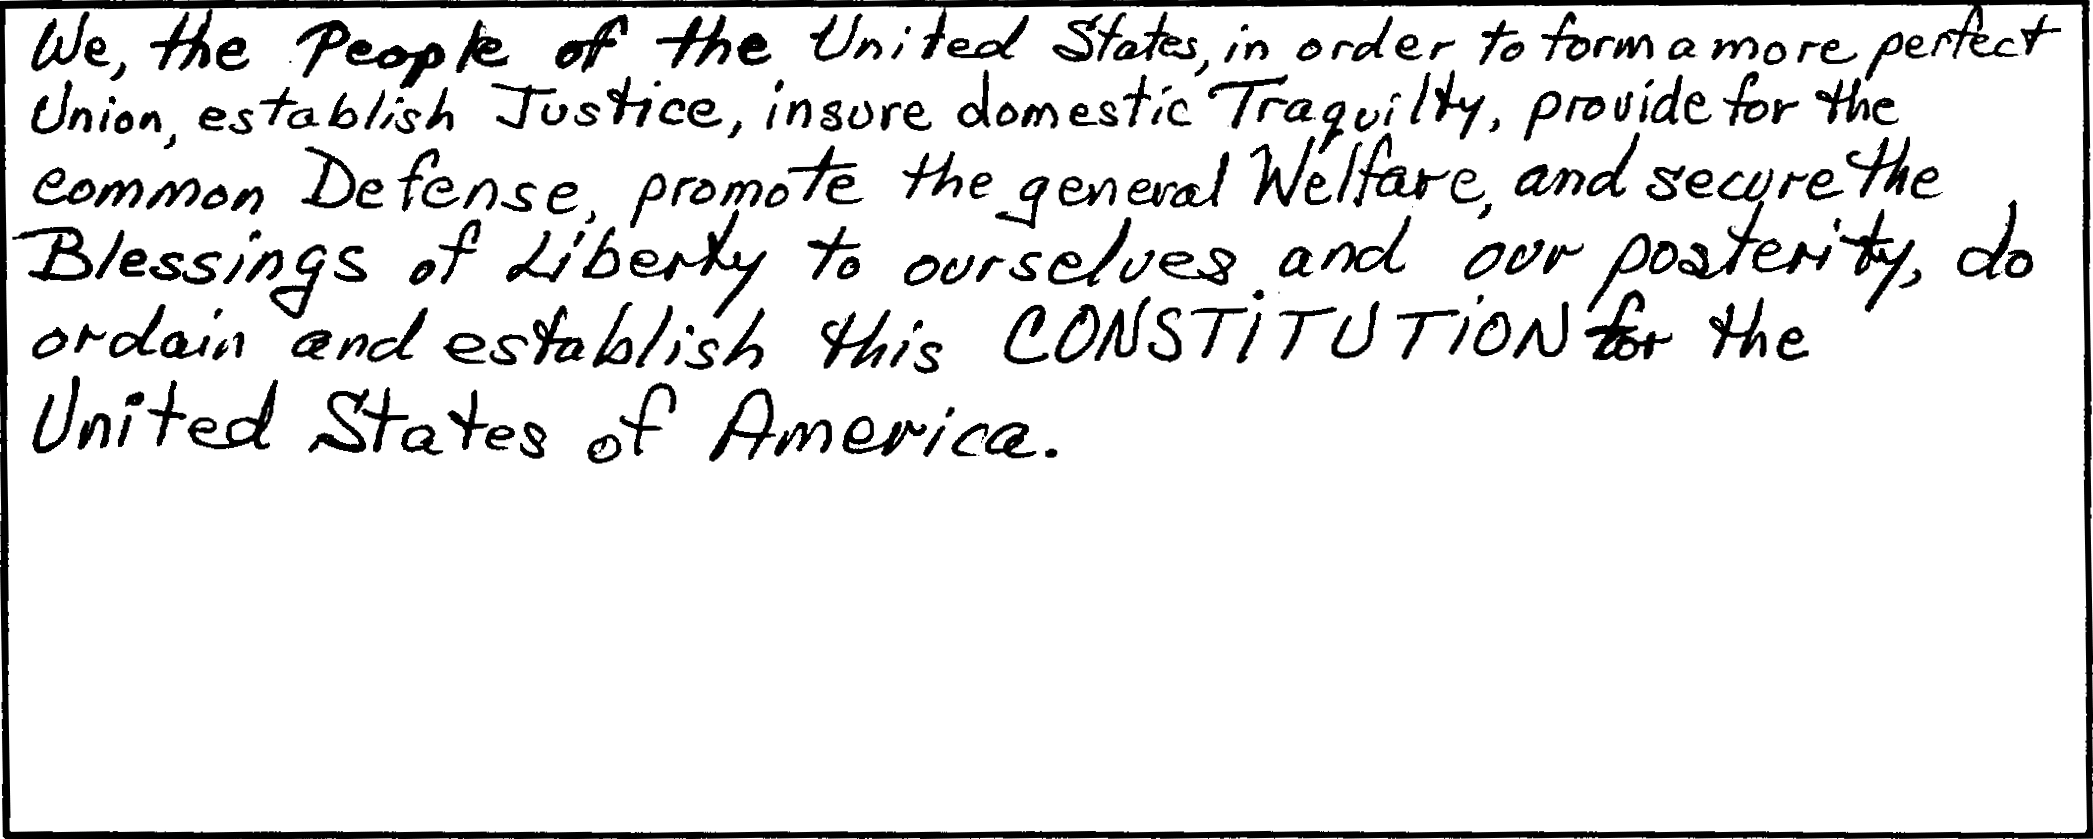 We, the People of the United States, in order to form a more perfect
Union, establish Justice, insure domestic Traquilty, provide for the
common Defense, promote the general Welfare, and secure the
Blessings of Liberty to ourselves and our posterity, do
ordain and establish this CONSTITUTION for the
United States of America.